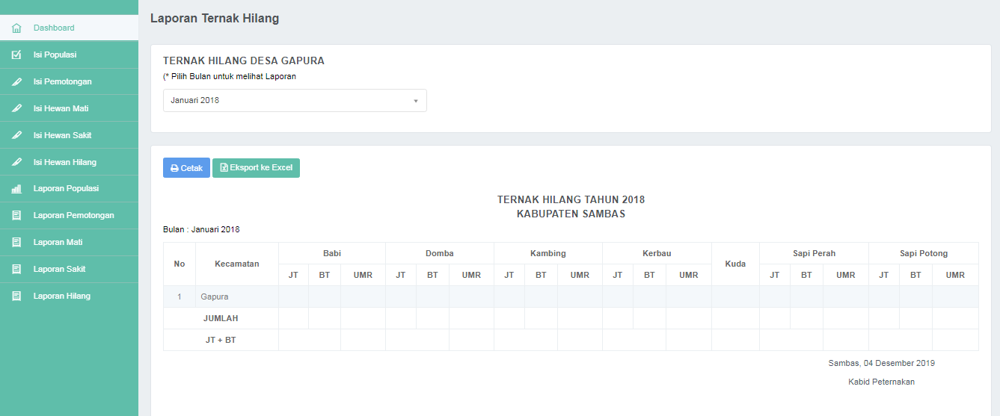 Laporan Ternak Hilang
Dashboard
Isi Populasi
Isi Pemotongan
Isi Hewan Mati
Isi Hewan Sakit
Isi Hewan Hilang
Laporan Populasi
Laporan Pemotongan
Laporan Mati
Laporan Sakit
Laporan Hilang
TERNAK HILANG DESA GAPURA
(* Pilih Bulan untuk melihat Laporan
Januari 2018
Cetak Eksport ke Excel
TERNAK HILANG TAHUN 2018
KABUPATEN SAMBAS
Bulan : Januari 2018
No Kecamatan Babi Domba Kambing Kerbau Kuda Sapi Perah Sapi Potong
JT BT UMR JT BT UMR JT BT UMR JT BT UMR JT BT UMR JT BT UMR
1 Gapura
JUMLAH
JT + BT
Sambas, 04 Desember 2019
Kabid Peternakan